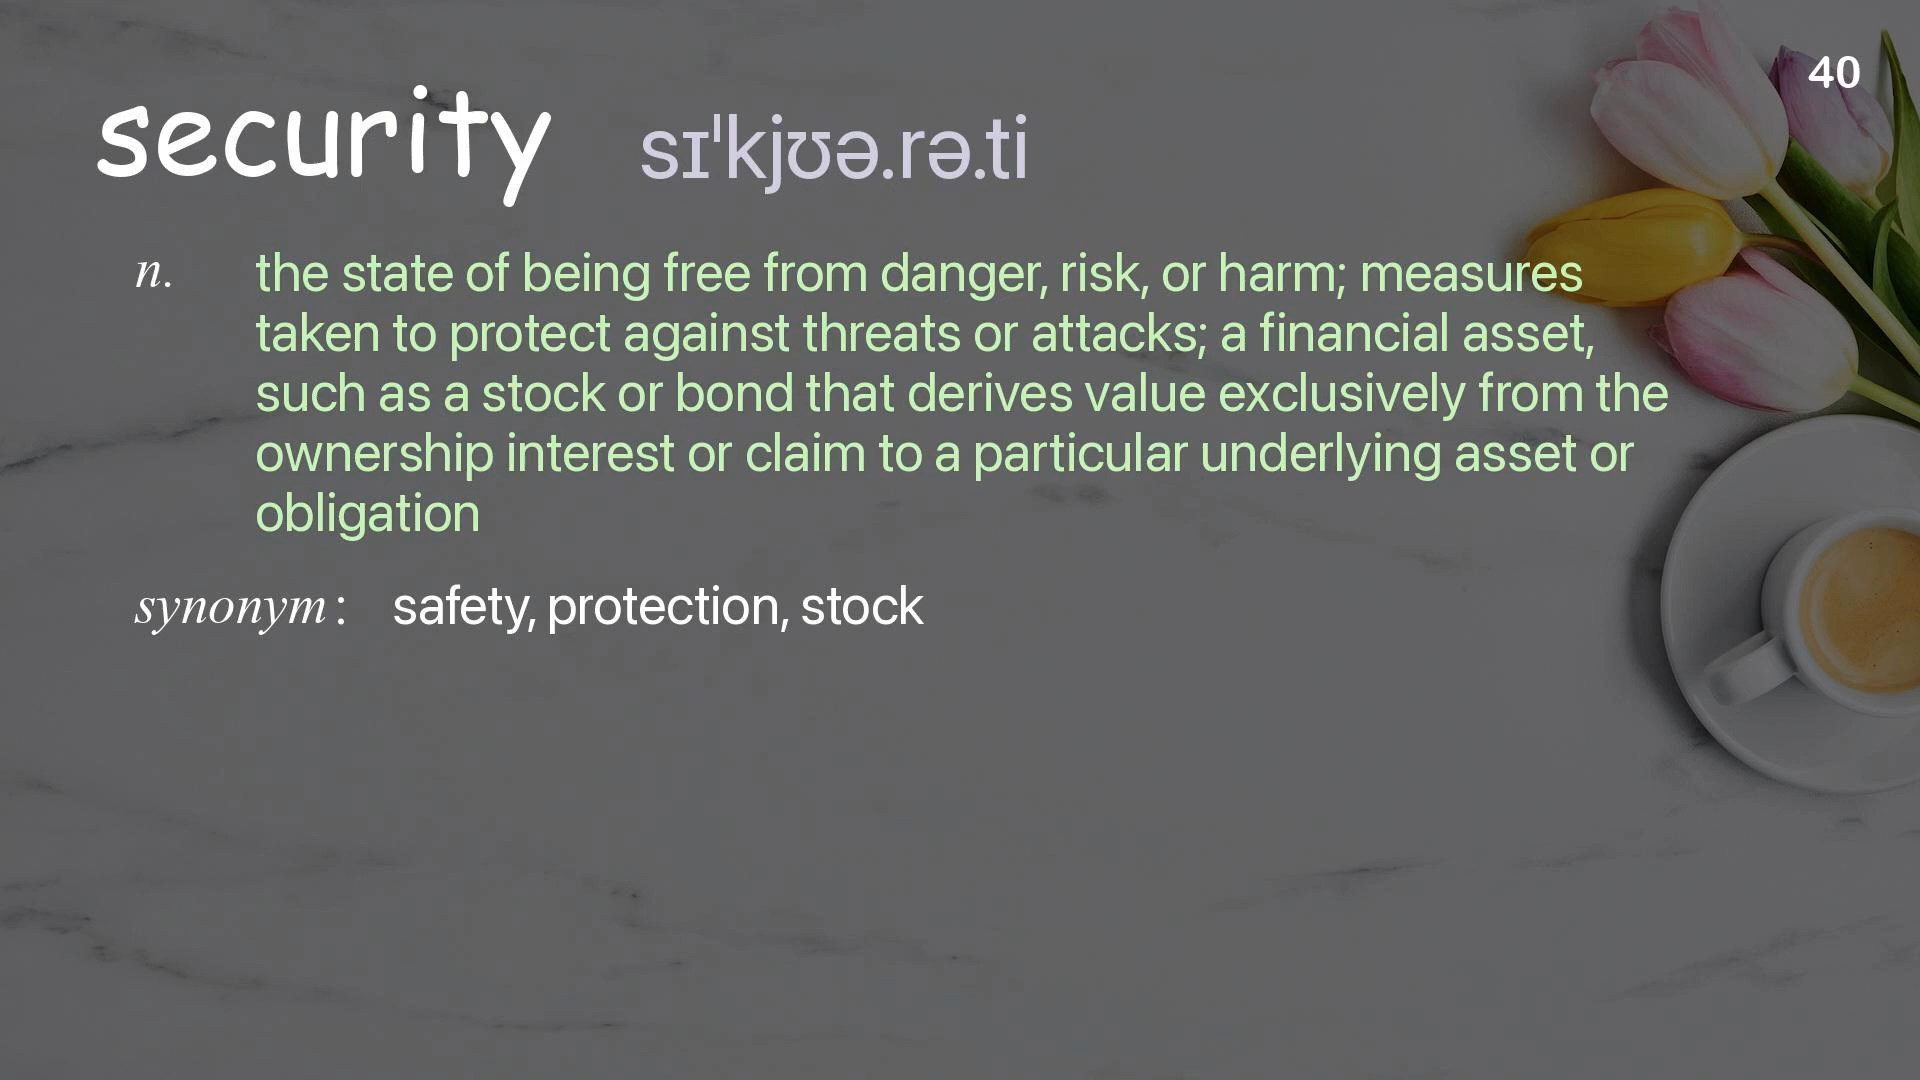 40
security sɪˈkjʊə.rə.ti
n. the state of being free from danger, risk, or harm; measures
taken to protect against threats or attacks; a financial asset,
such as a stock or bond that derives value exclusively from the
ownership interest or claim to a particular underlying asset or
obligation
synonym: safety, protection, stock